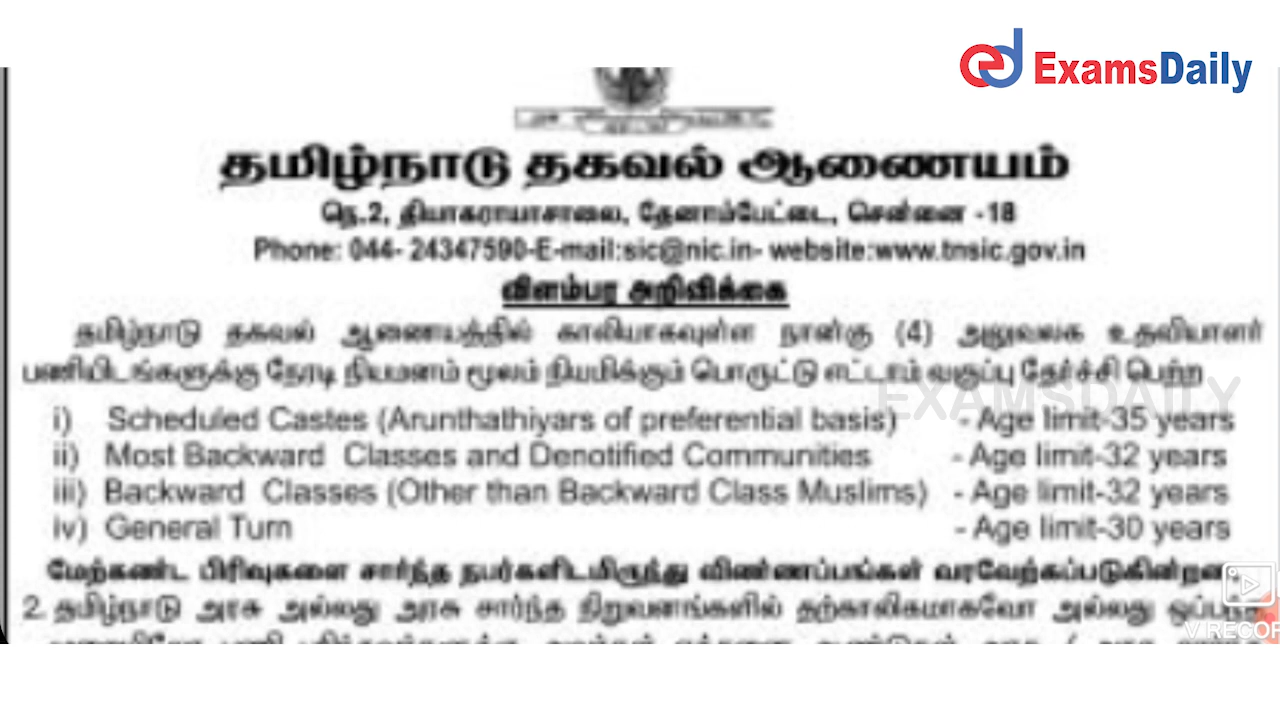 ExamsDaily
தமிழ்நாடு தகவல் ஆணையம்
நெ.2, தியாகராயாசாலை, தேனாம்பேட்டை, சென்னை -18
Phone: 044- 24347590-E-mail:sic@nic.in- website:www.tnsic.gov.in
விளம்பர அறிவிக்கை
தமிழ்நாடு தகவல் ஆணையத்தில் காலியாகவுள்ள நான்கு (4) அலுவலக உதவியாளர்
பணியிடங்களுக்கு நேரடி நியமனம் மூலம் நியமிக்கும் பொருட்டு எட்டாம் வகுப்பு தேர்ச்சி பெற்ற
EXAMSDAILY
i) Scheduled Castes (Arunthathiyars of preferential basis) - Age limit-35 years
ii) Most Backward Classes and Denotified Communities - Age limit-32 years
iii) Backward Classes (Other than Backward Class Muslims) - Age limit-32 years
iv) General Turn - Age limit-30 years
மேற்கண்ட பிரிவுகளை சார்ந்த நபர்களிடமிருந்து விண்ணப்பங்கள் வரவேற்கப்படுகின்றன.
2. தமிழ்நாடு அரசு அல்லது அரசு சார்ந்த நிறுவனங்களில் தற்காலிகமாகவோ அல்லது
V RECOR